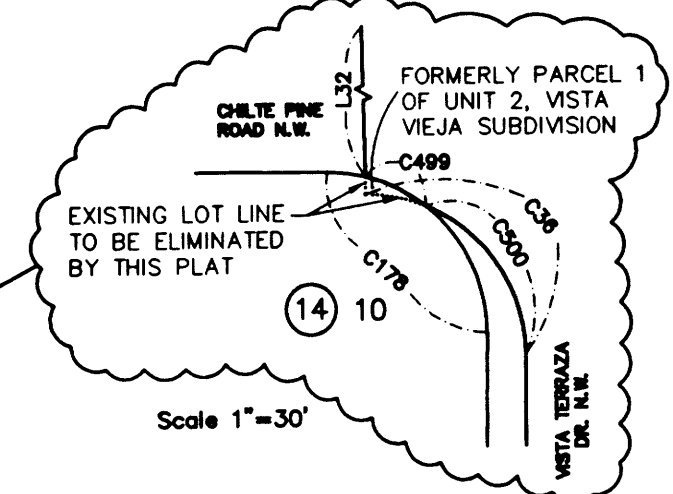 L32
FORMERLY PARCEL 1
OF UNIT 2, VISTA
VIEJA SUBDIVISION
CHILTE PINE
ROAD N.W.
C499
C36
C500
EXISTING LOT LINE
TO BE ELIMINATED
BY THIS PLAT
C178
14 10
Scale 1"=30'
VISTA TERRAZA
DR. N.W.